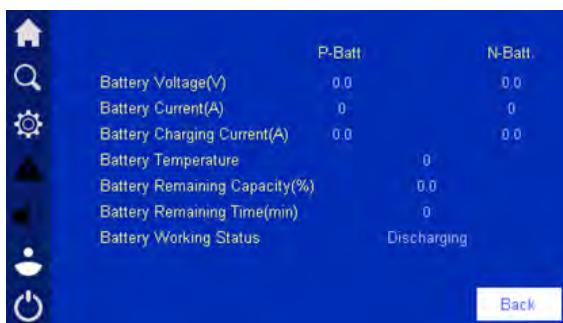 P-Batt N-Batt.
Battery Voltage(V) 0.0 0.0
Battery Current(A) 0 0
Battery Charging Current(A) 0.0 0.0
Battery Temperature 0
Battery Remaining Capacity(%) 0.0
Battery Remaining Time(min) 0
Battery Working Status Discharging
Back